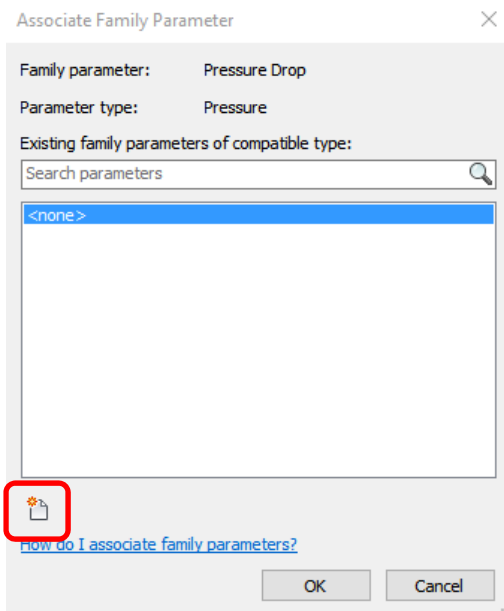 Associate Family Parameter
Family parameter: Pressure Drop
Parameter type: Pressure
Existing family parameters of compatible type:
Search parameters
<none>
How do I associate family parameters?
OK Cancel